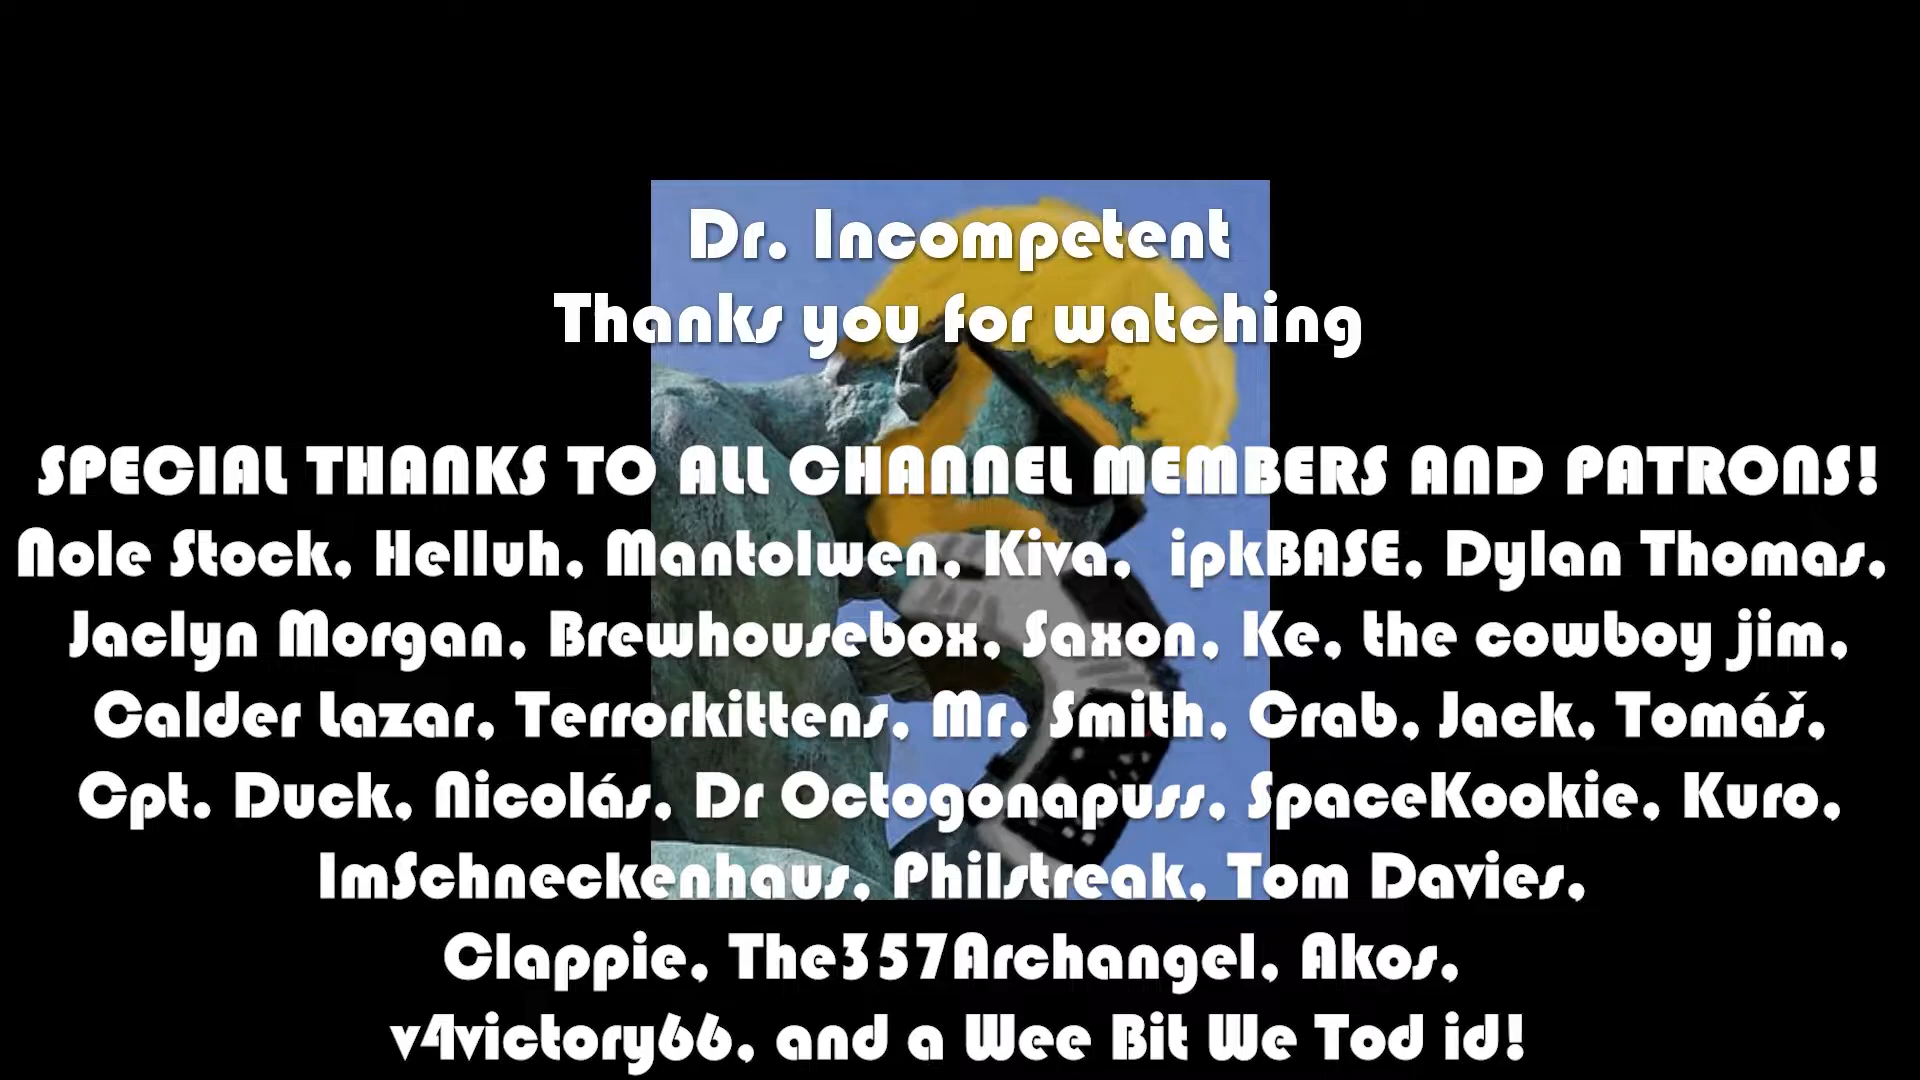 Dr. Incompetent
Thanks you for watching
SPECIAL THANKS TO ALL CHANNEL MEMBERS AND PATRONS!
Nole Stock, Helluh, Mantolwen, Kiva,  ipkBASE, Dylan Thomas,
Jaclyn Morgan, Brewhousebox, Saxon, Ke, the cowboy jim,
Calder Lazar, Terrorkittens, Mr. Smith, Crab, Jack, Tomáš,
Cpt. Duck, Nicolás, Dr Octogonapuss, SpaceKookie, Kuro,
ImSchneckenhaus, Philstreak, Tom Davies,
Clappie, The357Archangel, Akos,
v4victory66, and a Wee Bit We Tod id!